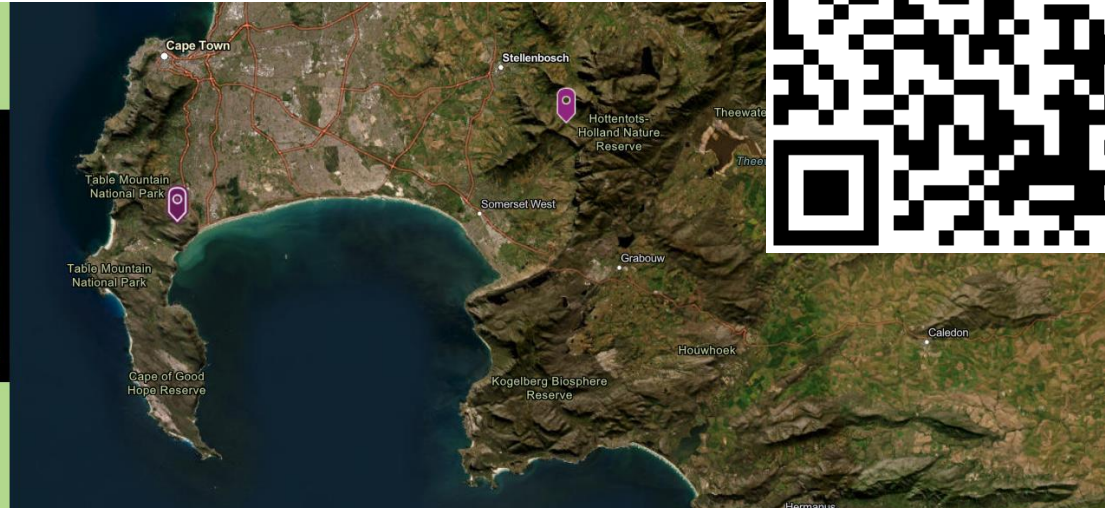 Cape Town
Stellenbosch
Hottentots-
Holland Nature
Reserve
Table Mountain
National Park
Somerset West
Table Mountain
National Park
Grabouw
Caledon
Houwhoek
Cape of Good
Hope Reserve
Kogelberg Biosphere
Reserve